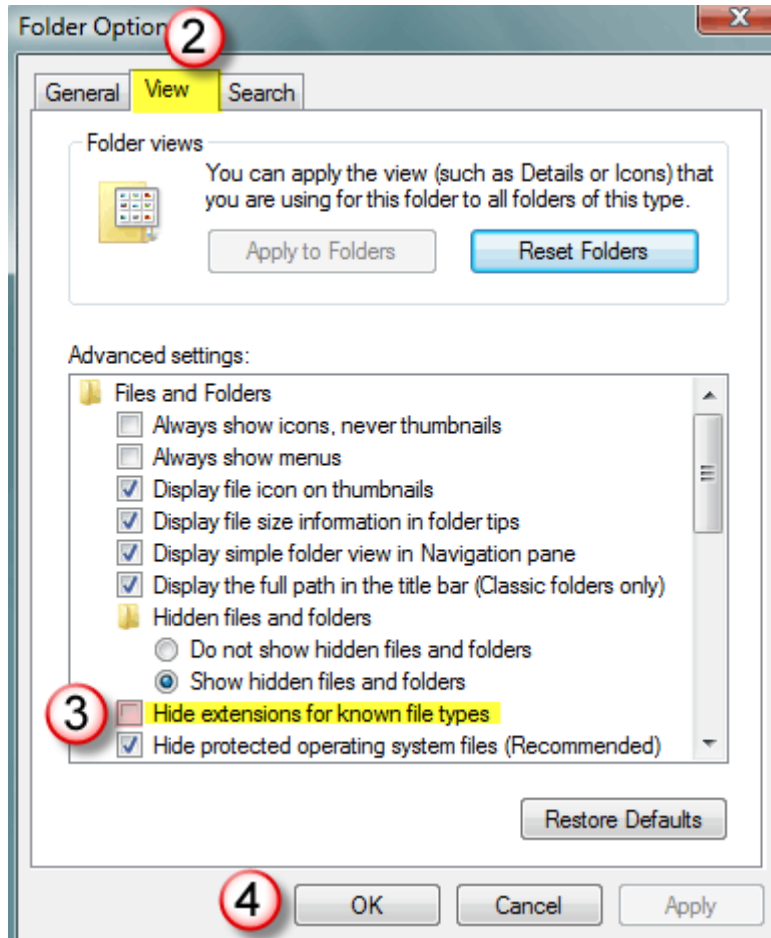 Folder Option
2
General View Search
Folder views
You can apply the view (such as Details or Icons) that
you are using for this folder to all folders of this type.
Apply to Folders Reset Folders
Advanced settings:
Files and Folders
Always show icons, never thumbnails
Always show menus
Display file icon on thumbnails
Display file size information in folder tips
Display simple folder view in Navigation pane
Display the full path in the title bar (Classic folders only)
Hidden files and folders
Do not show hidden files and folders
Show hidden files and folders
3 Hide extensions for known file types
Hide protected operating system files (Recommended)
Restore Defaults
4 OK Cancel Apply